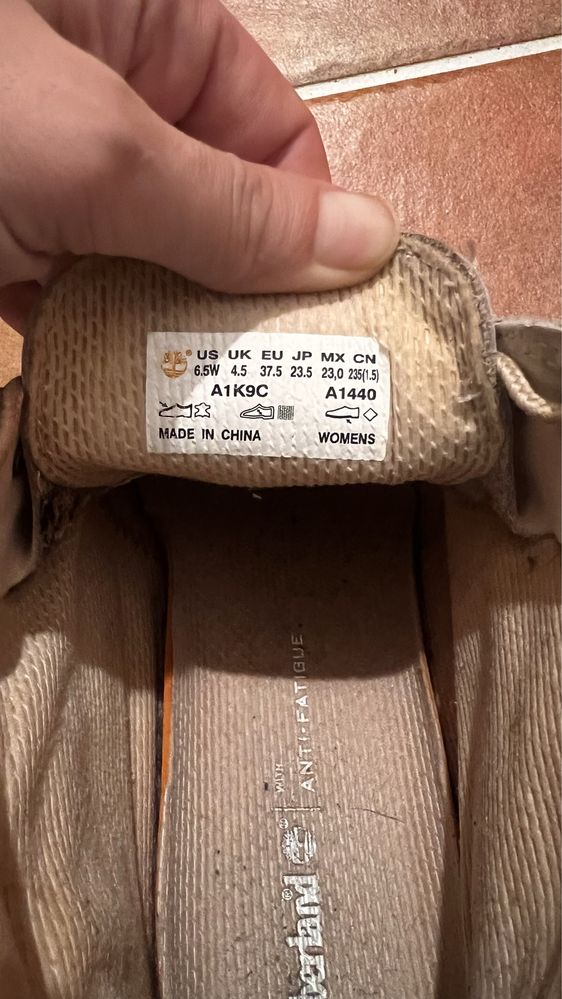 US UK EU JP MX CN
6.5W 4.5 37.5 23.5 23,0 235(1.5)
A1K9C A1440
MADE IN CHINA WOMENS
WITH
ANTI-FATIGUE